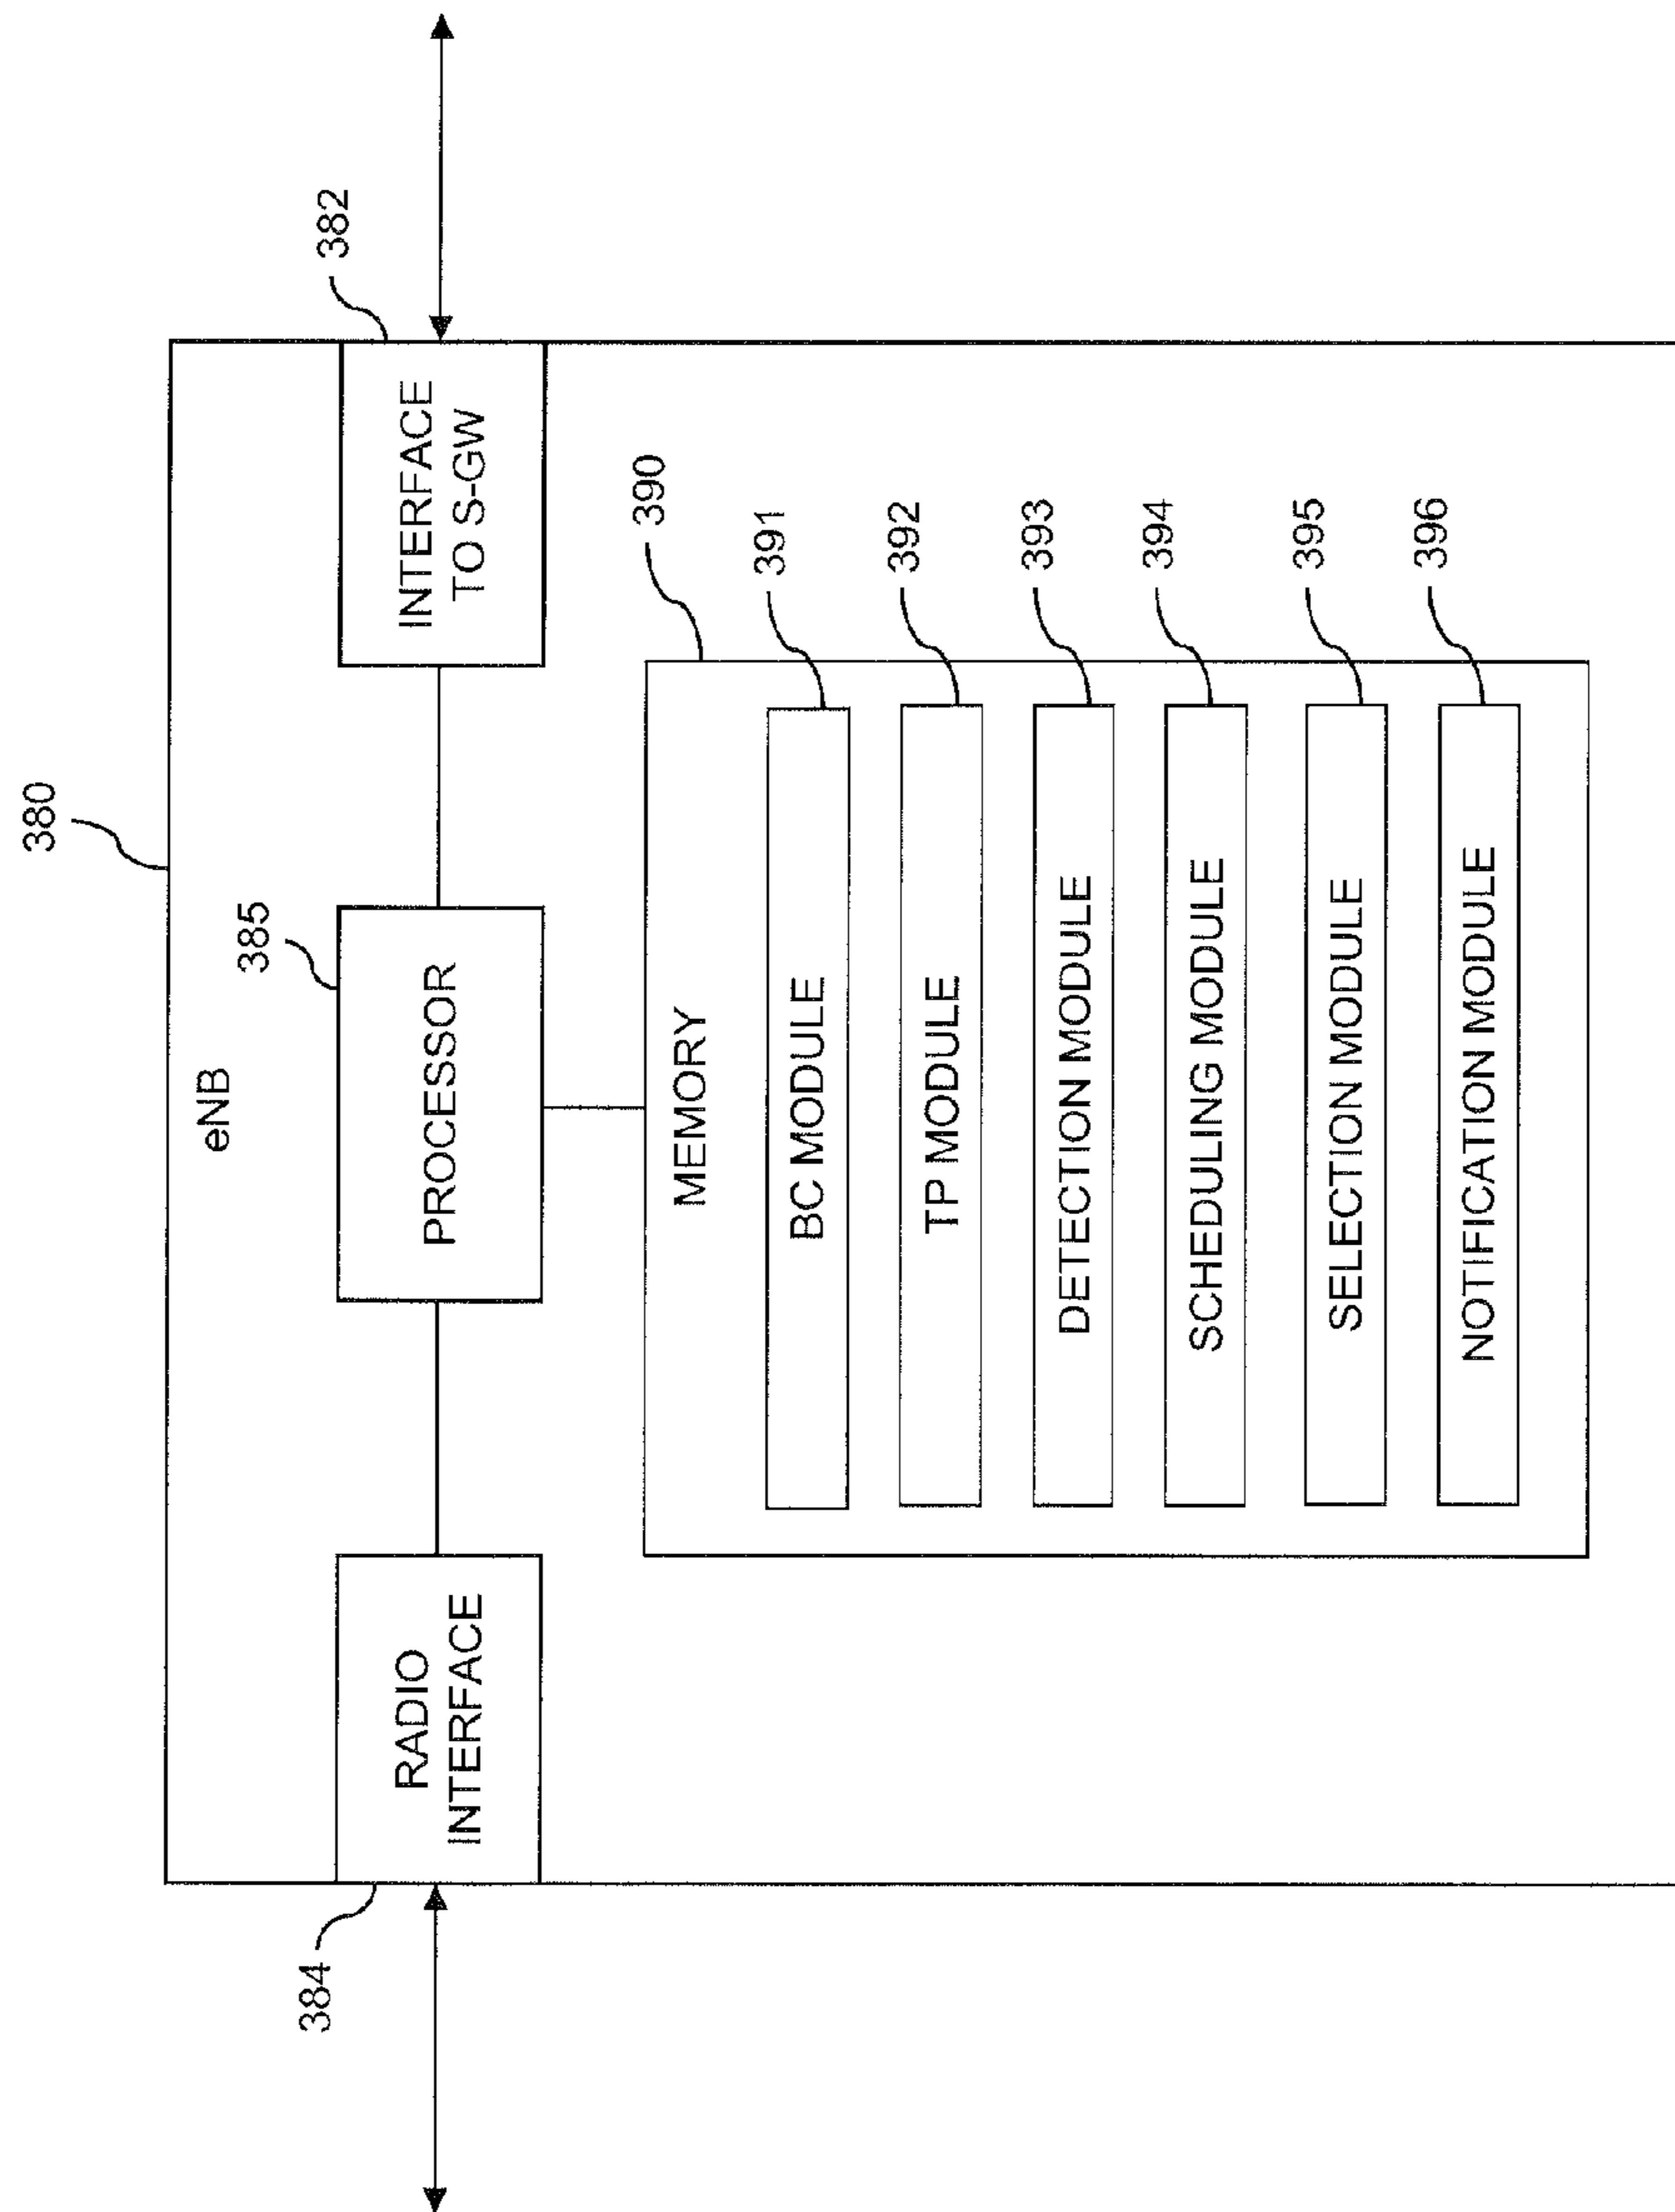 380
eNB
384
RADIO
INTERFACE
385
PROCESSOR
382
INTERFACE
TO S-GW
390
MEMORY
BC MODULE
391
TP MODULE
392
DETECTION MODULE
393
SCHEDULING MODULE
394
SELECTION MODULE
395
NOTIFICATION MODULE
396